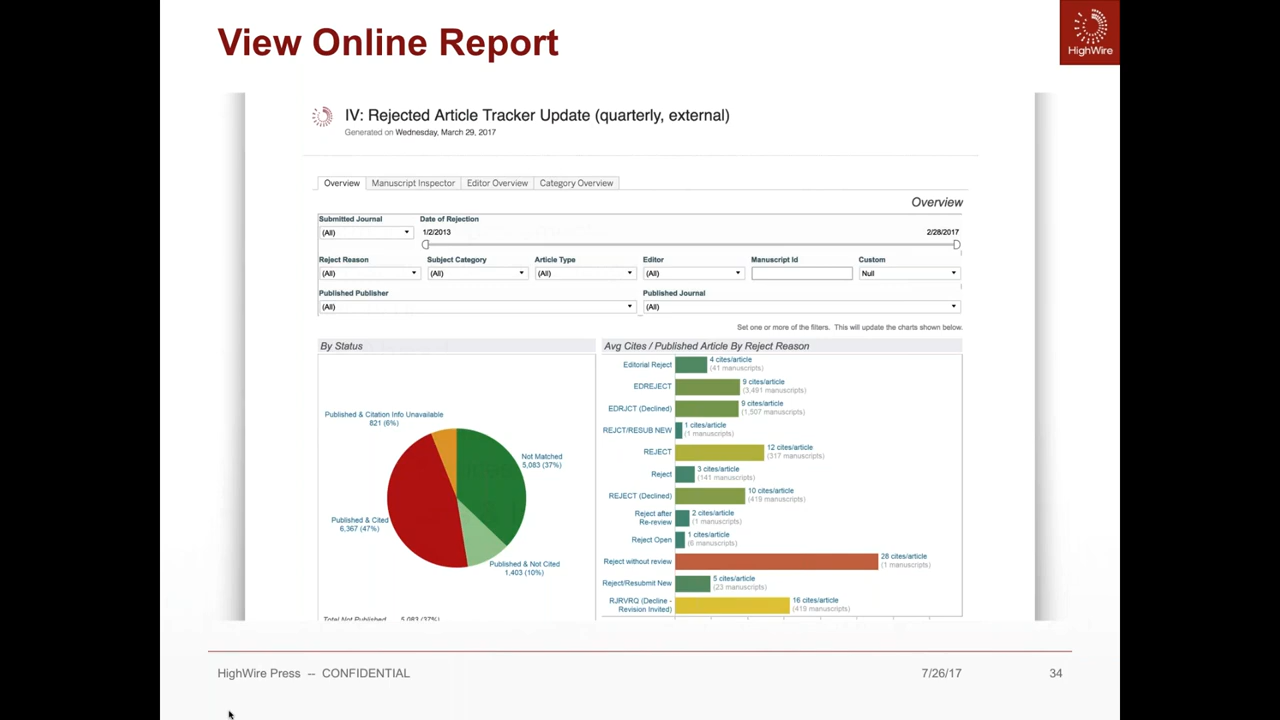 View Online Report
HighWire
IV: Rejected Article Tracker Update (quarterly, external)
Generated on Wednesday, March 29, 2017
Overview
Manuscript Inspector
Editor Overview
Category Overview
Overview
Submitted Journal
Date of Rejection
(All)
1/2/2013
2/28/2017
Reject Reason
Subject Category
Article Type
Editor
Manuscript Id
Custom
(All)
(All)
(All)
(All)
Null
Published Publisher
Published Journal
(All)
(All)
Set one or more of the filters. This will update the charts shown below.
By Status
Published & Citation Info Unavailable
821 (6%)
Not Matched
5,083 (37%)
Published & Cited
6,367 (47%)
Published & Not Cited
1,403 (10%)
Total Not Published 5,083 (37%)
Avg Cites / Published Article By Reject Reason
Editorial Reject
4 cites/article
(41 manuscripts)
EDREJECT
9 cites/article
(3,491 manuscripts)
EDRJCT (Declined)
9 cites/article
(1,507 manuscripts)
REJCT/RESUB NEW
1 cites/article
(1 manuscripts)
REJECT
12 cites/article
(317 manuscripts)
Reject
3 cites/article
(141 manuscripts)
REJECT (Declined)
10 cites/article
(419 manuscripts)
Reject after
Re-review
2 cites/article
(1 manuscripts)
Reject Open
1 cites/article
(6 manuscripts)
Reject without review
28 cites/article
(1 manuscripts)
Reject/Resubmit New
5 cites/article
(23 manuscripts)
RJRVRQ (Decline -
Revision Invited)
16 cites/article
(419 manuscripts)
HighWire Press -- CONFIDENTIAL
7/26/17
34